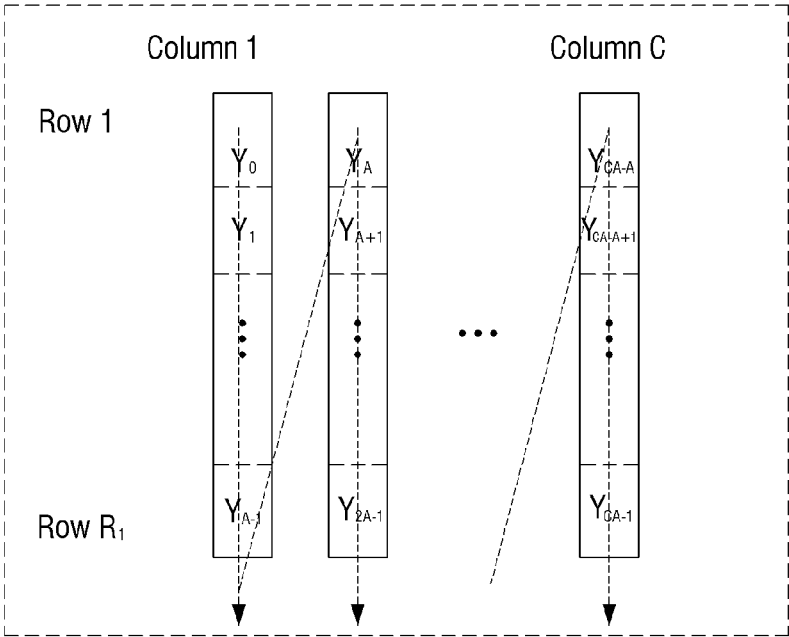 Column 1 Column C
Row 1
Y0 YA YCA-A
Y1 YA+1 YCA-A+1
Row R1
YA-1 Y2A-1 YCA-1